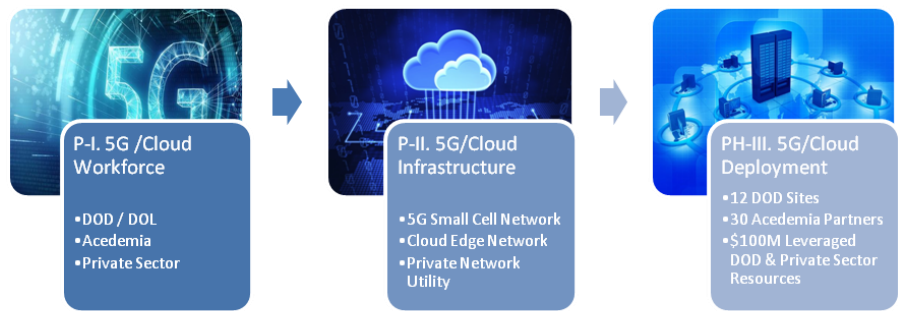 5G
P-I. 5G /Cloud
Workforce
•DOD / DOL
•Acedemia
•Private Sector
P-II. 5G/Cloud
Infrastructure
•5G Small Cell Network
•Cloud Edge Network
•Private Network
Utility
PH-III. 5G/Cloud
Deployment
•12 DOD Sites
•30 Acedemia Partners
•$100M Leveraged
DOD & Private Sector
Resources